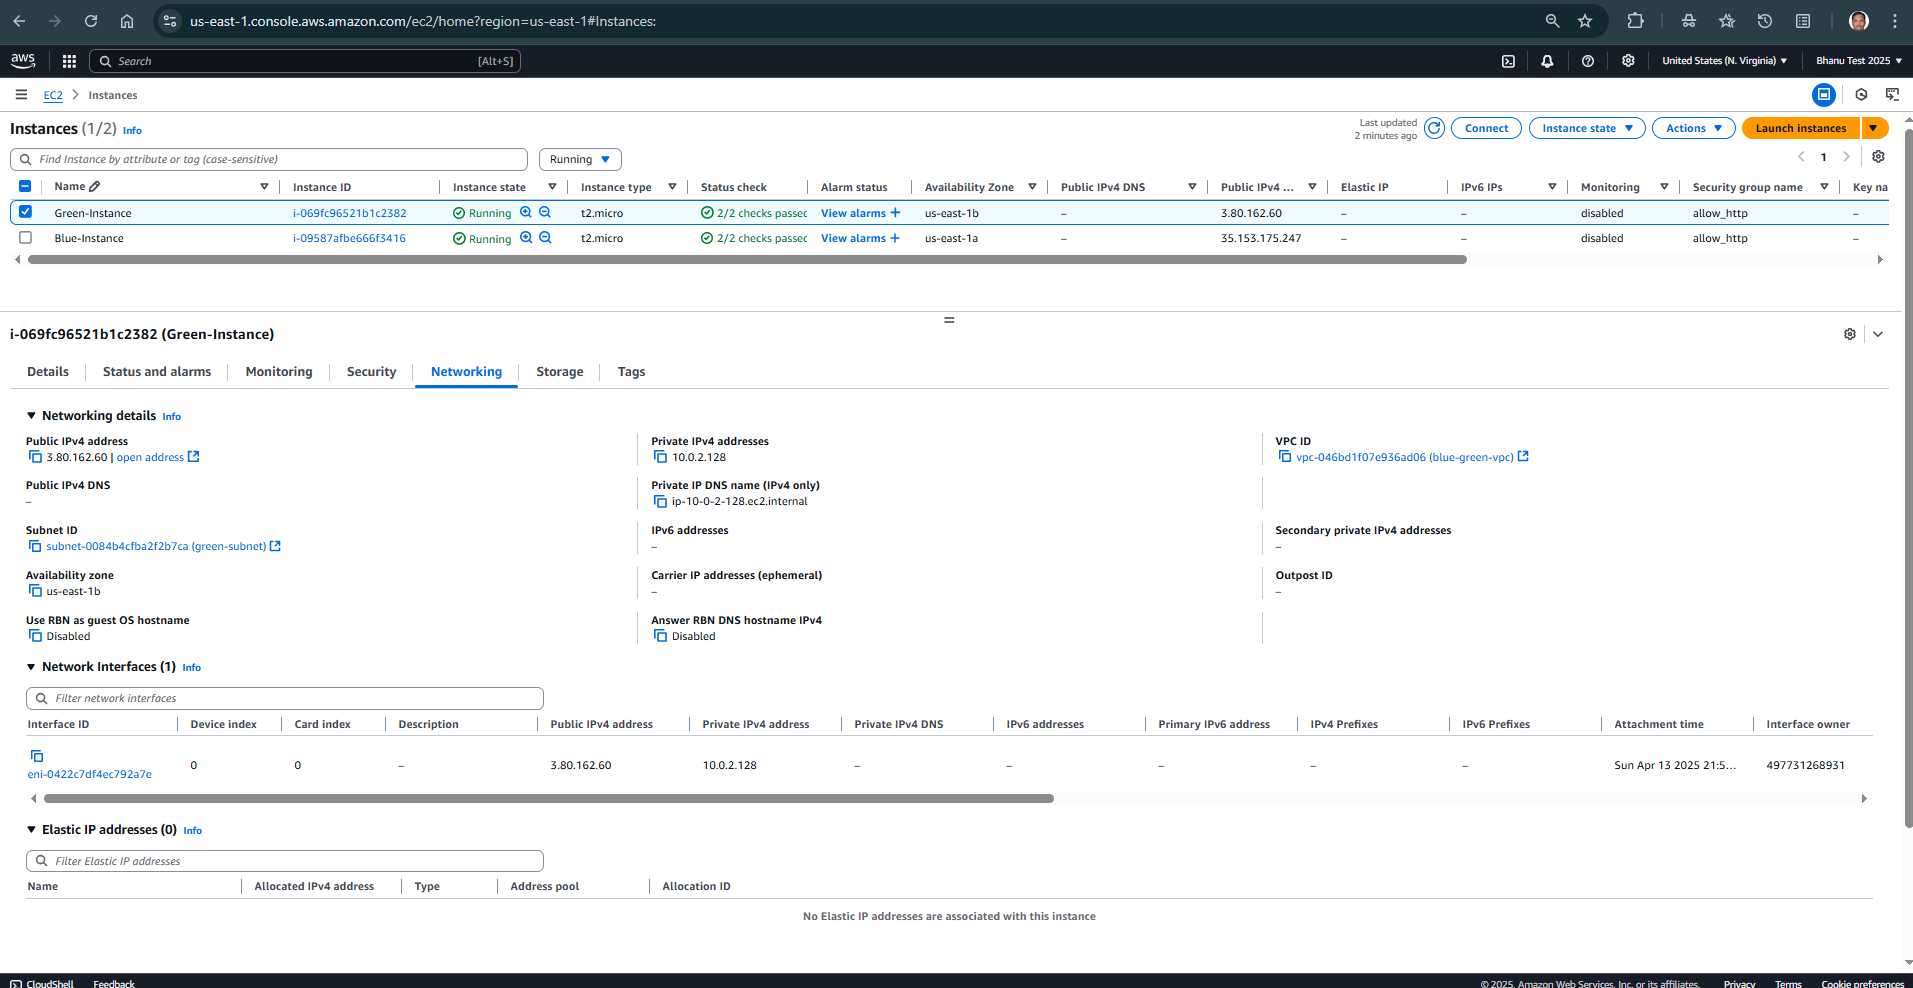 us-east-1.console.aws.amazon.com/ec2/home?region=us-east-1#Instances:
aws Search [Alt+S] United States (N. Virginia) Bhanu Test 2025
EC2 Instances
Instances (1/2) Info Last updated 2 minutes ago Connect Instance state Actions Launch instances
Find Instance by attribute or tag (case-sensitive) Running 1
Name Instance ID Instance state Instance type Status check Alarm status Availability Zone Public IPv4 DNS Public IPv4 ... Elastic IP IPv6 IPs Monitoring Security group name Key na
Green-Instance i-069fc96521b1c2382 Running t2.micro 2/2 checks passec View alarms + us-east-1b – 3.80.162.60 – – disabled allow_http –
Blue-Instance i-09587afbe666f3416 Running t2.micro 2/2 checks passec View alarms + us-east-1a – 35.153.175.247 – – disabled allow_http –
i-069fc96521b1c2382 (Green-Instance)
Details Status and alarms Monitoring Security Networking Storage Tags
Networking details Info
Public IPv4 address Private IPv4 addresses VPC ID
3.80.162.60 | open address 10.0.2.128 vpc-046bd1f07e936ad06 (blue-green-vpc)
Public IPv4 DNS Private IP DNS name (IPv4 only)
– ip-10-0-2-128.ec2.internal
Subnet ID IPv6 addresses Secondary private IPv4 addresses
subnet-0084b4cfba2f2b7ca (green-subnet) – –
Availability zone Carrier IP addresses (ephemeral) Outpost ID
us-east-1b – –
Use RBN as guest OS hostname Answer RBN DNS hostname IPv4
Disabled Disabled
Network Interfaces (1) Info
Filter network interfaces
Interface ID Device index Card index Description Public IPv4 address Private IPv4 address Private IPv4 DNS IPv6 addresses Primary IPv6 address IPv4 Prefixes IPv6 Prefixes Attachment time Interface owner
eni-0422c7df4ec792a7e 0 0 – 3.80.162.60 10.0.2.128 – – – – – Sun Apr 13 2025 21:5... 497731268931
Elastic IP addresses (0) Info
Filter Elastic IP addresses
Name Allocated IPv4 address Type Address pool Allocation ID
No Elastic IP addresses are associated with this instance
CloudShell Feedback © 2025, Amazon Web Services, Inc. or its affiliates. Privacy Terms Cookie preferences